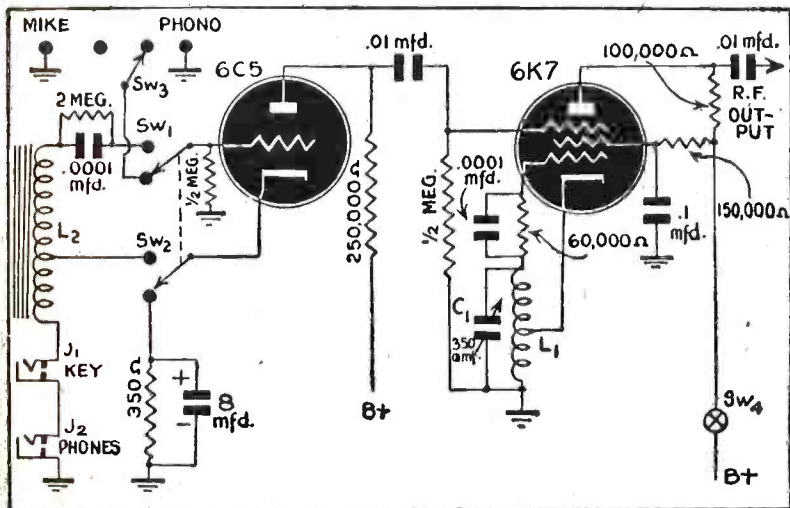 MIKE
PHONO
SW3
2 MEG.
SW1
.0001
mfd.
L2
SW2
½ MEG.
6C5
.01 mfd.
250,000Ω
B+
J1
KEY
J2
PHONES
350Ω
+
-
8
mfd.
6K7
.0001
mfd.
½ MEG.
60,000Ω
C1
350
L1
100,000Ω
.01 mfd.
R.F.
OUT-
PUT
150,000Ω
.1
mfd.
SW4
B+